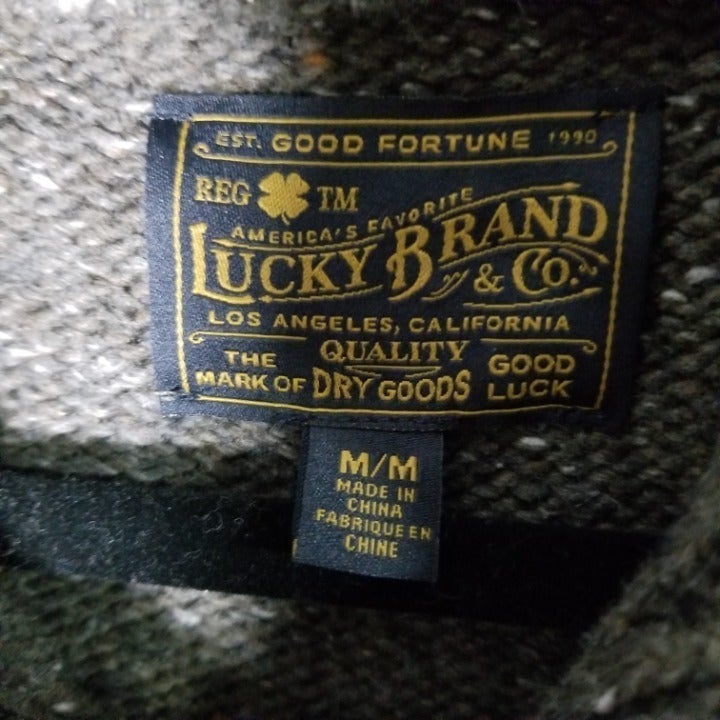 EST. GOOD FORTUNE 1990
REG TM
AMERICA'S FAVORITE
LUCKY BRAND
& CO.
LOS ANGELES, CALIFORNIA
THE MARK OF
QUALITY DRY GOODS
GOOD LUCK
M/M
MADE IN
CHINA
FABRIQUE EN
CHINE